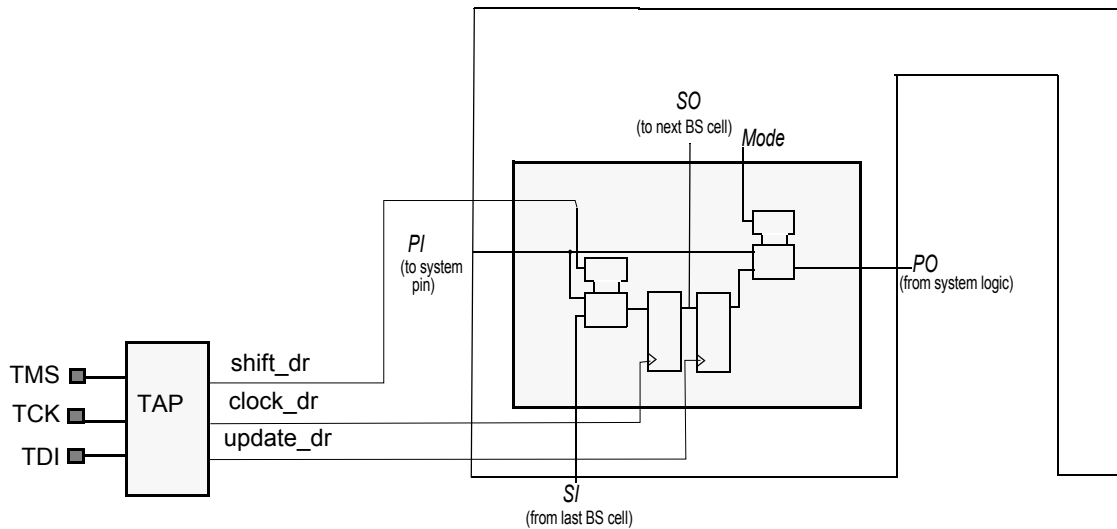 SO
(to next BS cell)
Mode
PI
(to system
pin)
PO
(from system logic)
TMS
TCK
TDI
TAP
shift_dr
clock_dr
update_dr
SI
(from last BS cell)